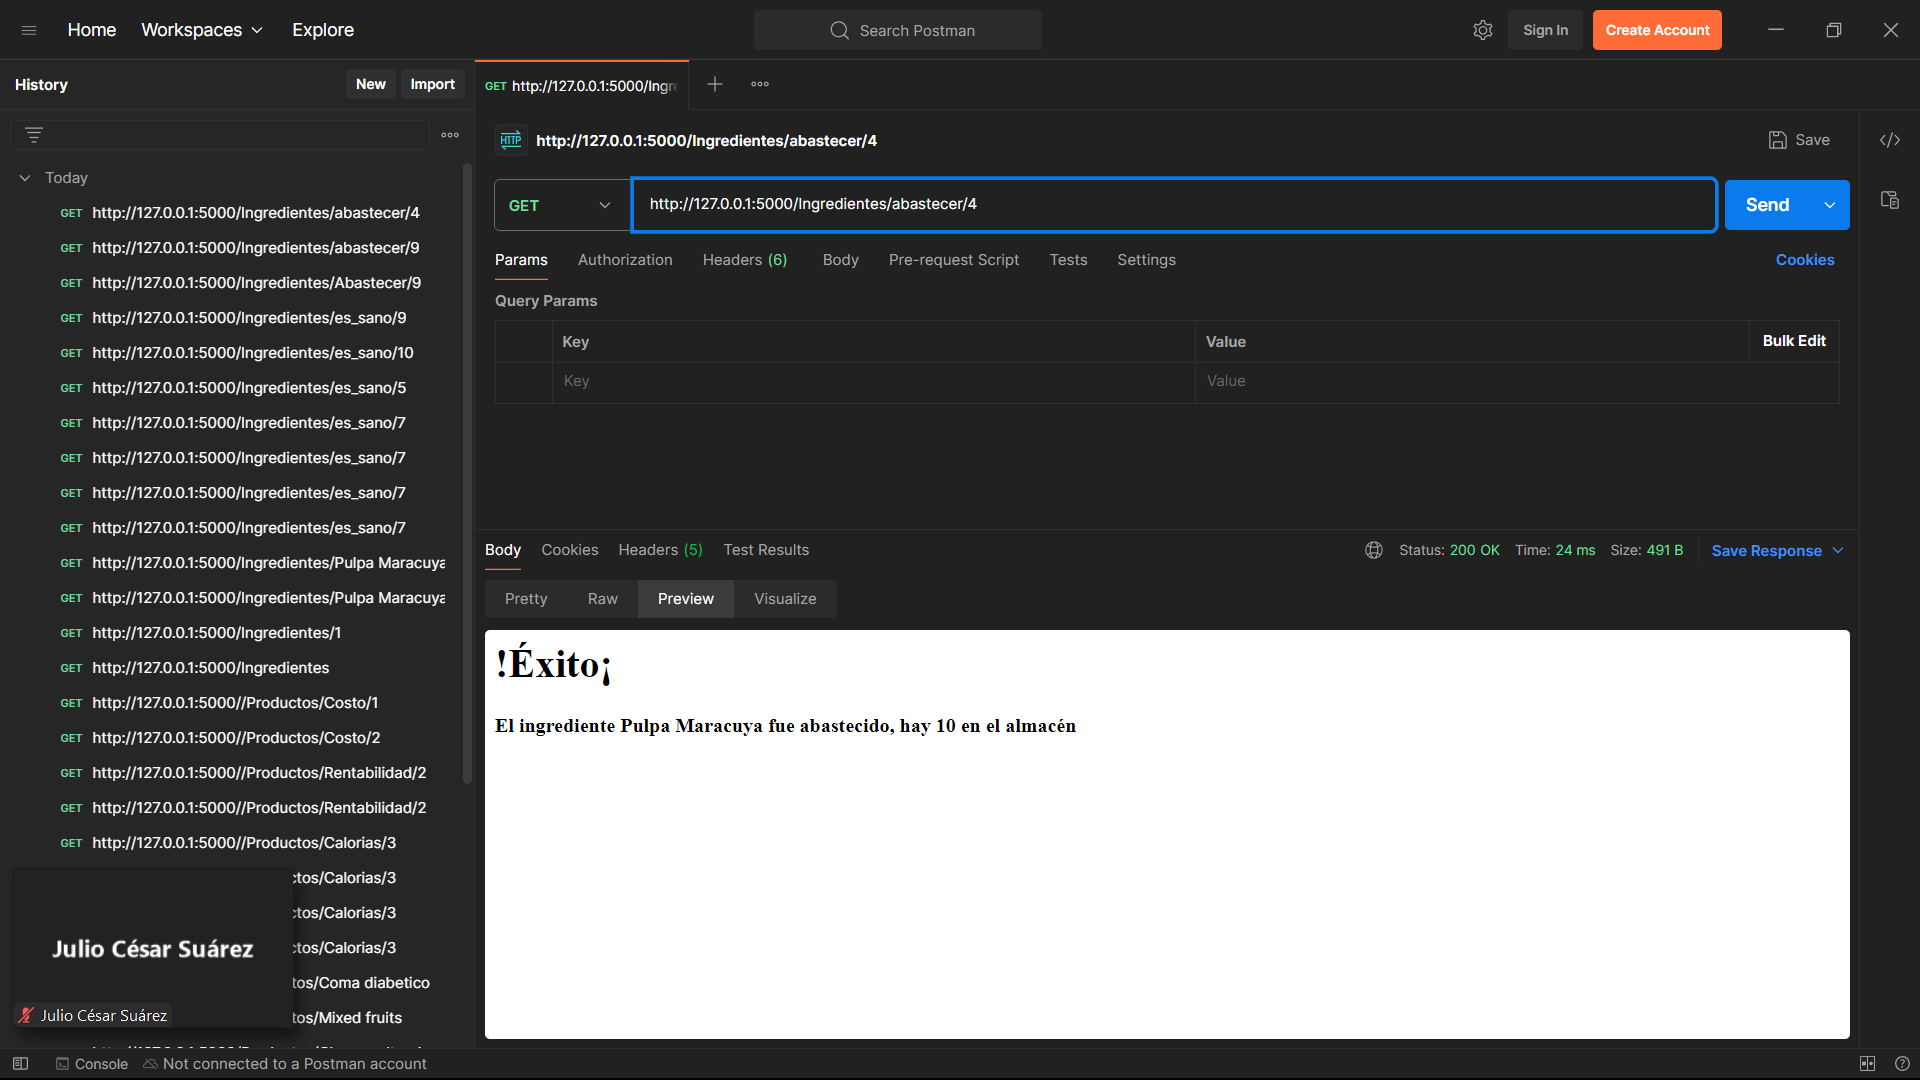 Home Workspaces Explore
Search Postman
Sign In Create Account
History New Import
GET http://127.0.0.1:5000/Ingre
Today
GET http://127.0.0.1:5000/Ingredientes/abastecer/4
GET http://127.0.0.1:5000/Ingredientes/abastecer/9
GET http://127.0.0.1:5000/Ingredientes/Abastecer/9
GET http://127.0.0.1:5000/Ingredientes/es_sano/9
GET http://127.0.0.1:5000/Ingredientes/es_sano/10
GET http://127.0.0.1:5000/Ingredientes/es_sano/5
GET http://127.0.0.1:5000/Ingredientes/es_sano/7
GET http://127.0.0.1:5000/Ingredientes/es_sano/7
GET http://127.0.0.1:5000/Ingredientes/es_sano/7
GET http://127.0.0.1:5000/Ingredientes/es_sano/7
GET http://127.0.0.1:5000/Ingredientes/Pulpa Maracuya
GET http://127.0.0.1:5000/Ingredientes/Pulpa Maracuya
GET http://127.0.0.1:5000/Ingredientes/1
GET http://127.0.0.1:5000/Ingredientes
GET http://127.0.0.1:5000//Productos/Costo/1
GET http://127.0.0.1:5000//Productos/Costo/2
GET http://127.0.0.1:5000//Productos/Rentabilidad/2
GET http://127.0.0.1:5000//Productos/Rentabilidad/2
GET http://127.0.0.1:5000//Productos/Calorias/3
ctos/Calorias/3
ctos/Calorias/3
ctos/Calorias/3
tos/Coma diabetico
tos/Mixed fruits
Julio César Suárez
Julio César Suárez
HTTP http://127.0.0.1:5000/Ingredientes/abastecer/4
Save
GET http://127.0.0.1:5000/Ingredientes/abastecer/4 Send
Params Authorization Headers (6) Body Pre-request Script Tests Settings Cookies
Query Params
Key Value Bulk Edit
Key Value
Body Cookies Headers (5) Test Results
Status: 200 OK Time: 24 ms Size: 491 B Save Response
Pretty Raw Preview Visualize
!Éxito¡
El ingrediente Pulpa Maracuya fue abastecido, hay 10 en el almacén
Console Not connected to a Postman account